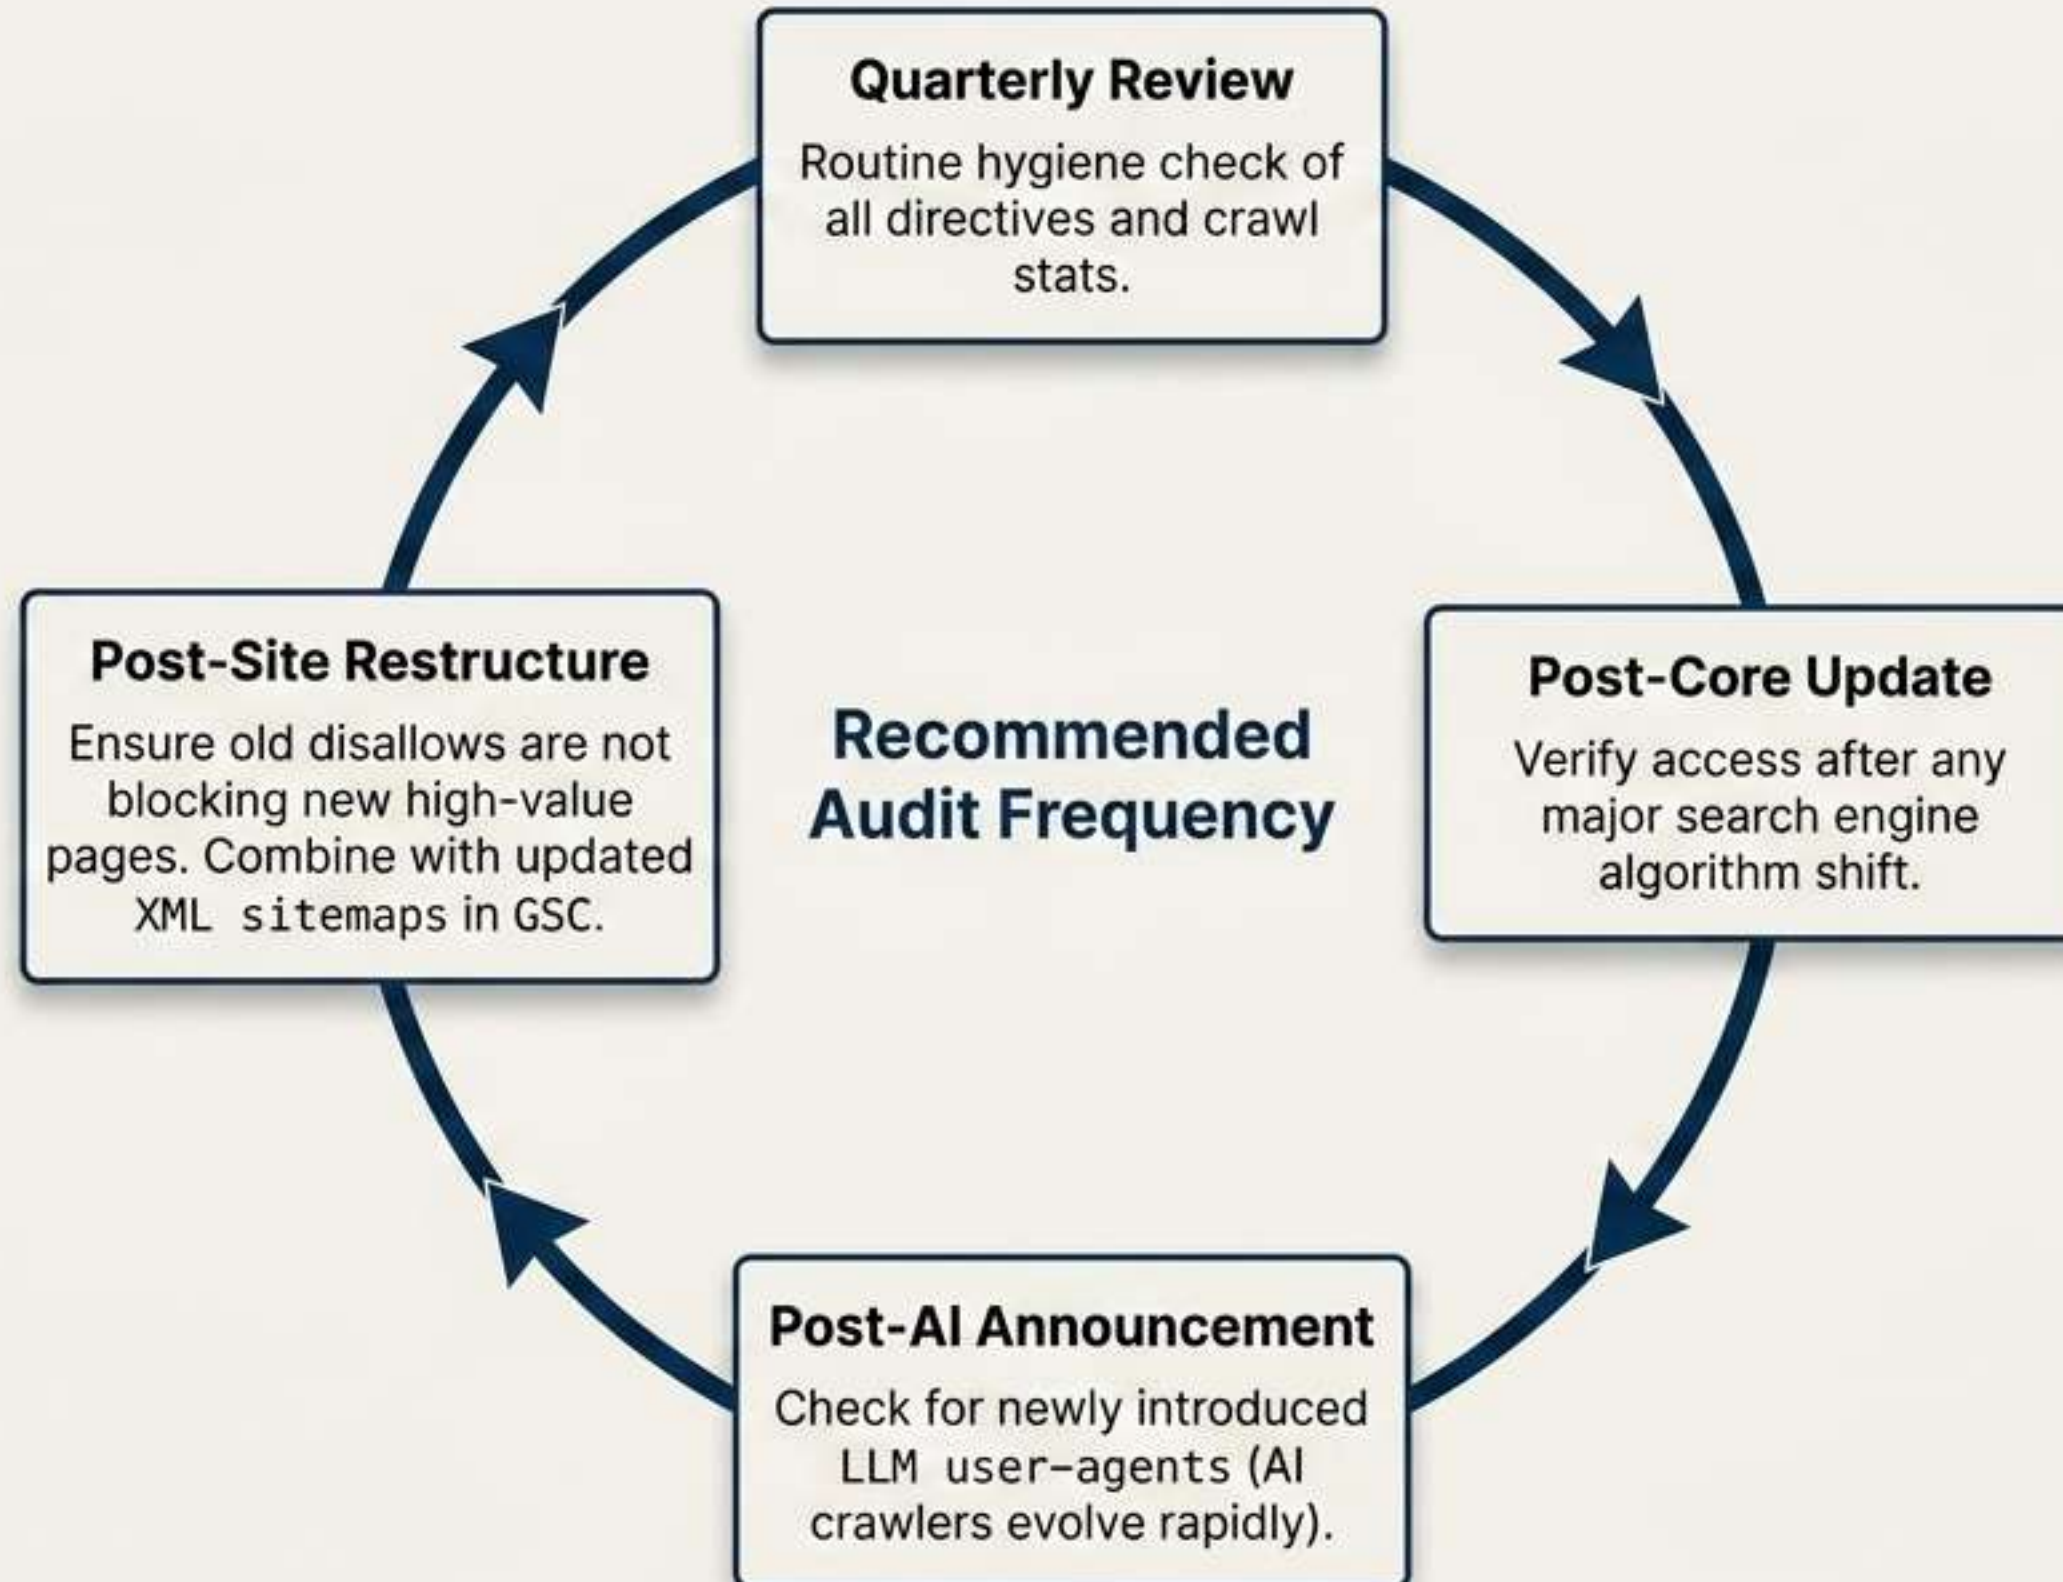 Quarterly Review
Routine hygiene check of
all directives and crawl
stats.
Post-Site Restructure
Ensure old disallows are not
blocking new high-value
pages. Combine with updated
XML sitemaps in GSC.
Recommended
Audit Frequency
Post-Core Update
Verify access after any
major search engine
algorithm shift.
Post-AI Announcement
Check for newly introduced
LLM user-agents (AI
crawlers evolve rapidly).